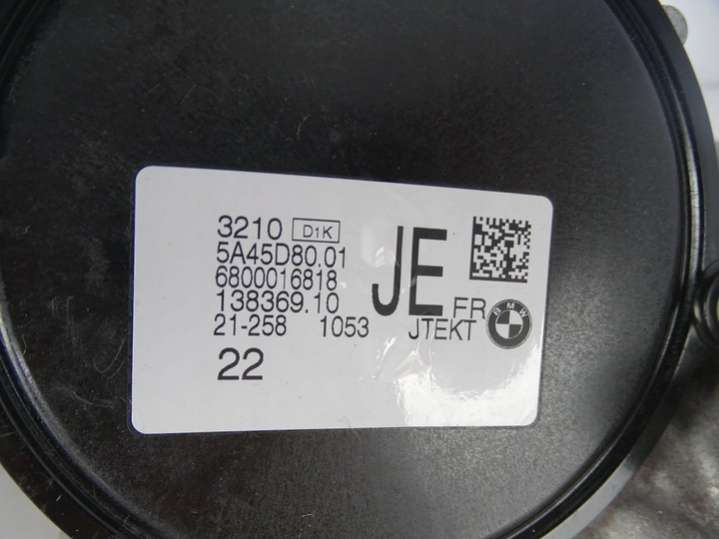 3210 D1K
5A45D80.01
6800016818
138369.10
21-258 1053
22
JE
FR
JTEKT
BMW